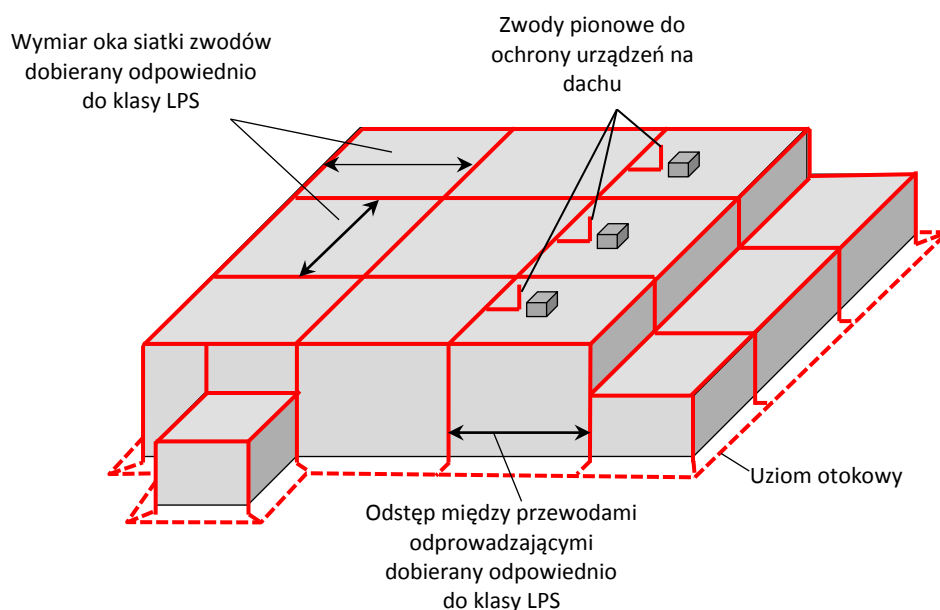 Wymiar oka siatki zwodów
dobierany odpowiednio
do klasy LPS
Zwody pionowe do
ochrony urządzeń na
dachu
Uziom otokowy
Odstęp między przewodami
odprowadzającymi
dobierany odpowiednio
do klasy LPS